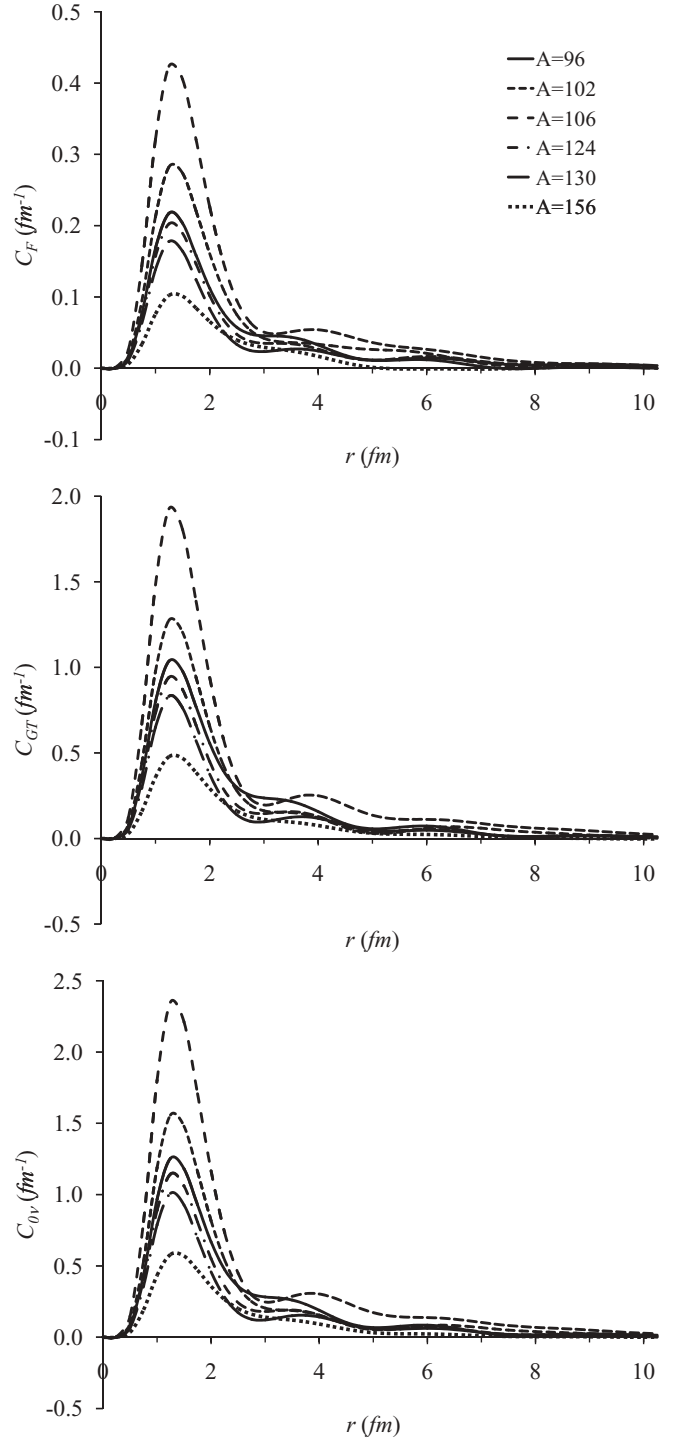 0.5
0.4
0.3
0.2
0.1
0.0
-0.1
C_F (fm⁻¹)
A=96
A=102
A=106
A=124
A=130
A=156
0 2 4 6 8 10
r (fm)
2.0
1.5
1.0
0.5
0.0
-0.5
C_GT (fm⁻¹)
0 2 4 6 8 10
r (fm)
2.5
2.0
1.5
1.0
0.5
0.0
-0.5
C_0ν (fm⁻¹)
0 2 4 6 8 10
r (fm)